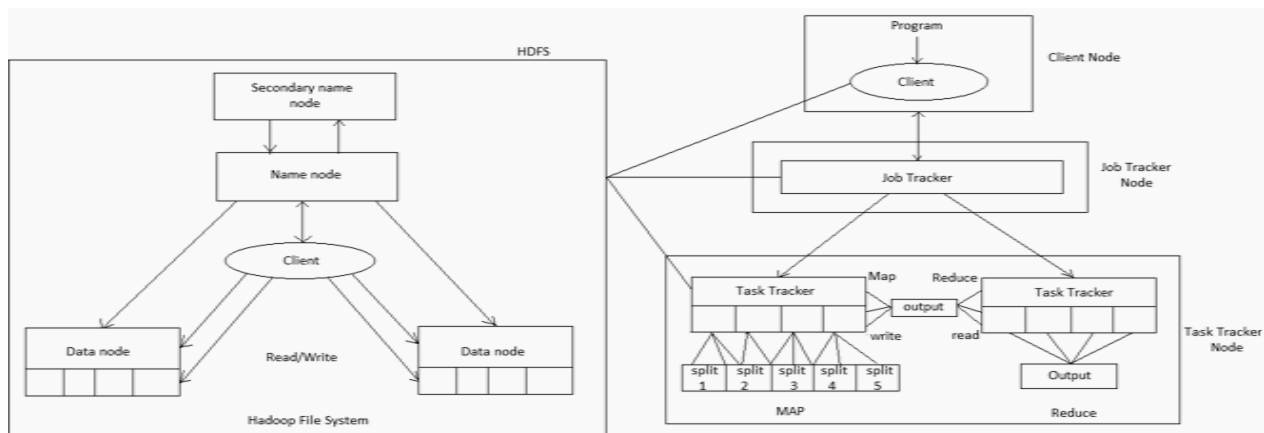 HDFS
Secondary name
node
Name node
Client
Data node
Data node
Read/Write
Hadoop File System
Program
Client
Client Node
Job Tracker
Job Tracker
Node
Map
Reduce
Task Tracker
output
Task Tracker
write
read
Task Tracker
Node
split
1
split
2
split
3
split
4
split
5
Output
MAP
Reduce